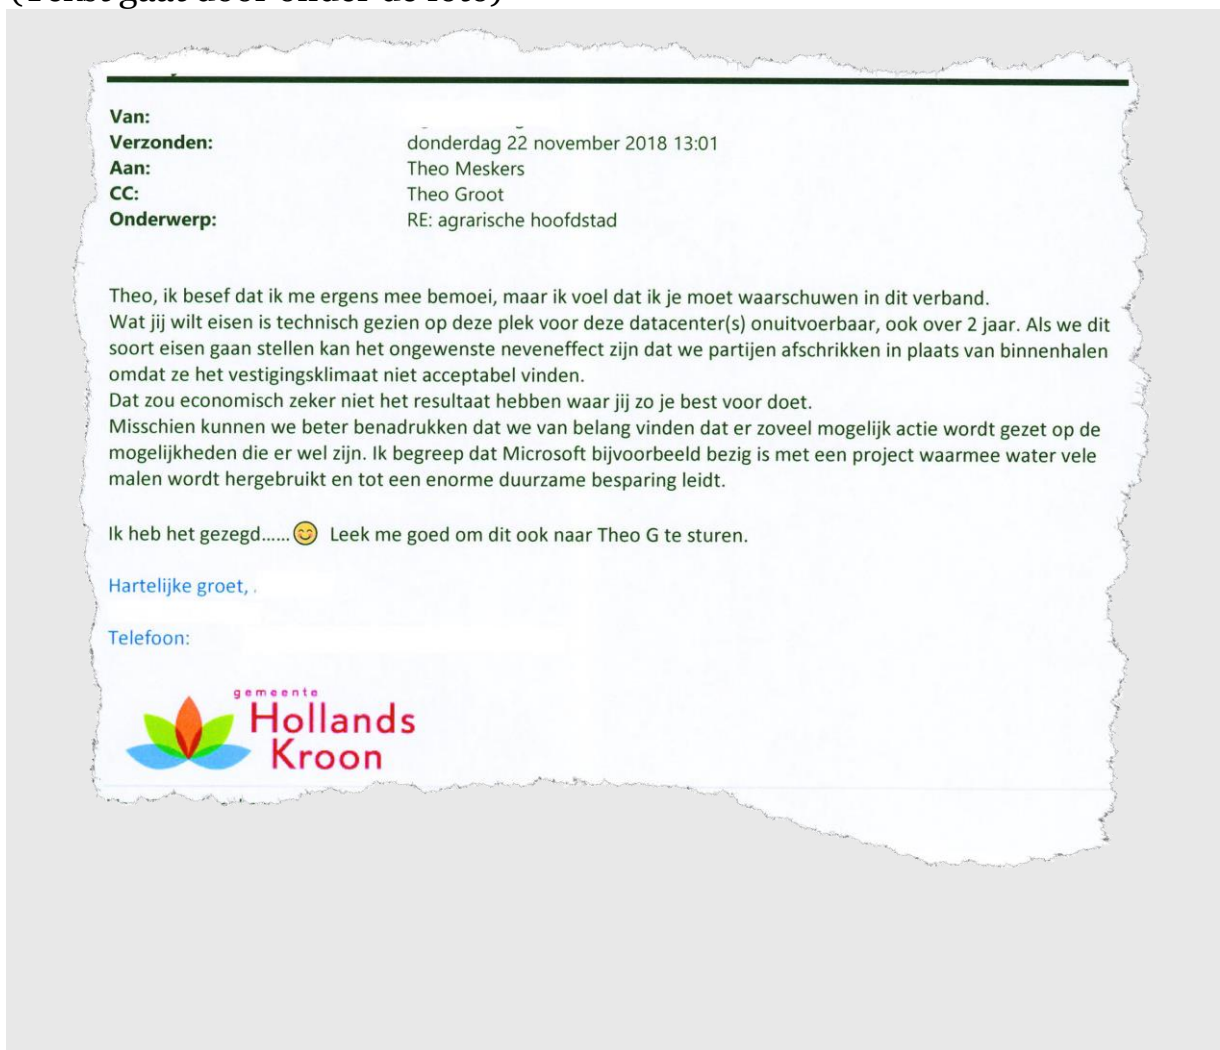 (Tekst gaat door onder de foto)
Van:
Verzonden: donderdag 22 november 2018 13:01
Aan: Theo Meskers
CC: Theo Groot
Onderwerp: RE: agrarische hoofdstad
Theo, ik besef dat ik me ergens mee bemoei, maar ik voel dat ik je moet waarschuwen in dit verband.
Wat jij wilt eisen is technisch gezien op deze plek voor deze datacenter(s) onuitvoerbaar, ook over 2 jaar. Als we dit
soort eisen gaan stellen kan het ongewenste neveneffect zijn dat we partijen afschrikken in plaats van binnenhalen
omdat ze het vestigingsklimaat niet acceptabel vinden.
Dat zou economisch zeker niet het resultaat hebben waar jij zo je best voor doet.
Misschien kunnen we beter benadrukken dat we van belang vinden dat er zoveel mogelijk actie wordt gezet op de
mogelijkheden die er wel zijn. Ik begreep dat Microsoft bijvoorbeeld bezig is met een project waarmee water vele
malen wordt hergebruikt en tot een enorme duurzame besparing leidt.
Ik heb het gezegd...... 😊 Leek me goed om dit ook naar Theo G te sturen.
Hartelijke groet,
Telefoon:
gemeente
Hollands
Kroon